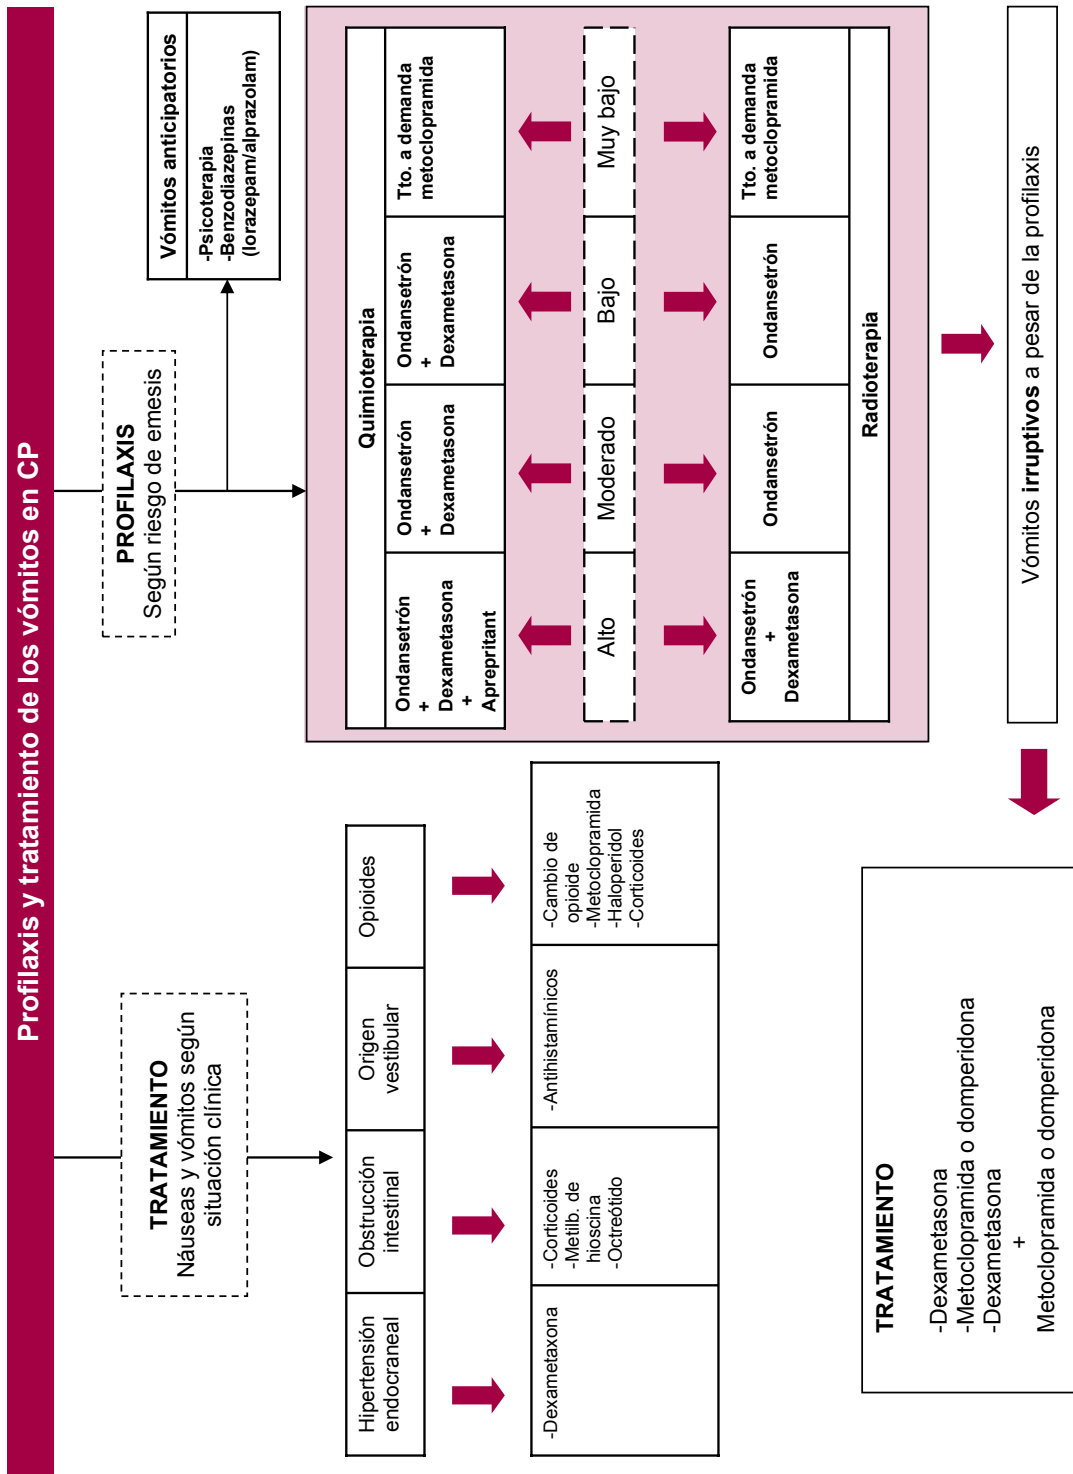 Profilaxis y tratamiento de los vómitos en CP
TRATAMIENTO
Náuseas y vómitos según
situación clínica
Hipertensión
endocraneal
Obstrucción
intestinal
Origen
vestibular
Opioides
-Dexametaxona
-Corticoides
-Metilb. de
hioscina
-Octreótido
-Antihistamínicos
-Cambio de
opioide
-Metoclopramida
-Haloperidol
-Corticoides
PROFILAXIS
Según riesgo de emesis
Vómitos anticipatorios
-Psicoterapia
-Benzodiazepinas
(lorazepam/alprazolam)
Quimioterapia
Ondansetrón
+
Dexametasona
+
Aprepritant
Ondansetrón
+
Dexametasona
Ondansetrón
+
Dexametasona
Tto. a demanda
metoclopramida
Alto
Moderado
Bajo
Muy bajo
Ondansetrón
+
Dexametasona
Ondansetrón
Ondansetrón
Tto. a demanda
metoclopramida
Radioterapia
Vómitos irruptivos a pesar de la profilaxis
TRATAMIENTO
-Dexametasona
-Metoclopramida o domperidona
-Dexametasona
+
Metoclopramida o domperidona